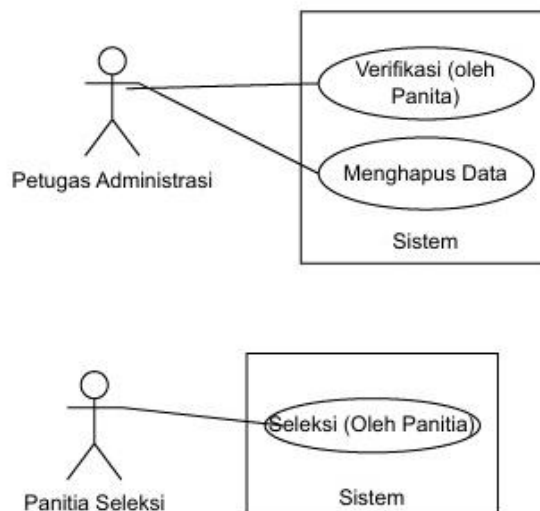 Verifikasi (oleh
Panita)
Petugas Administrasi
Menghapus Data
Sistem
Seleksi (Oleh Panitia)
Panitia Seleksi
Sistem